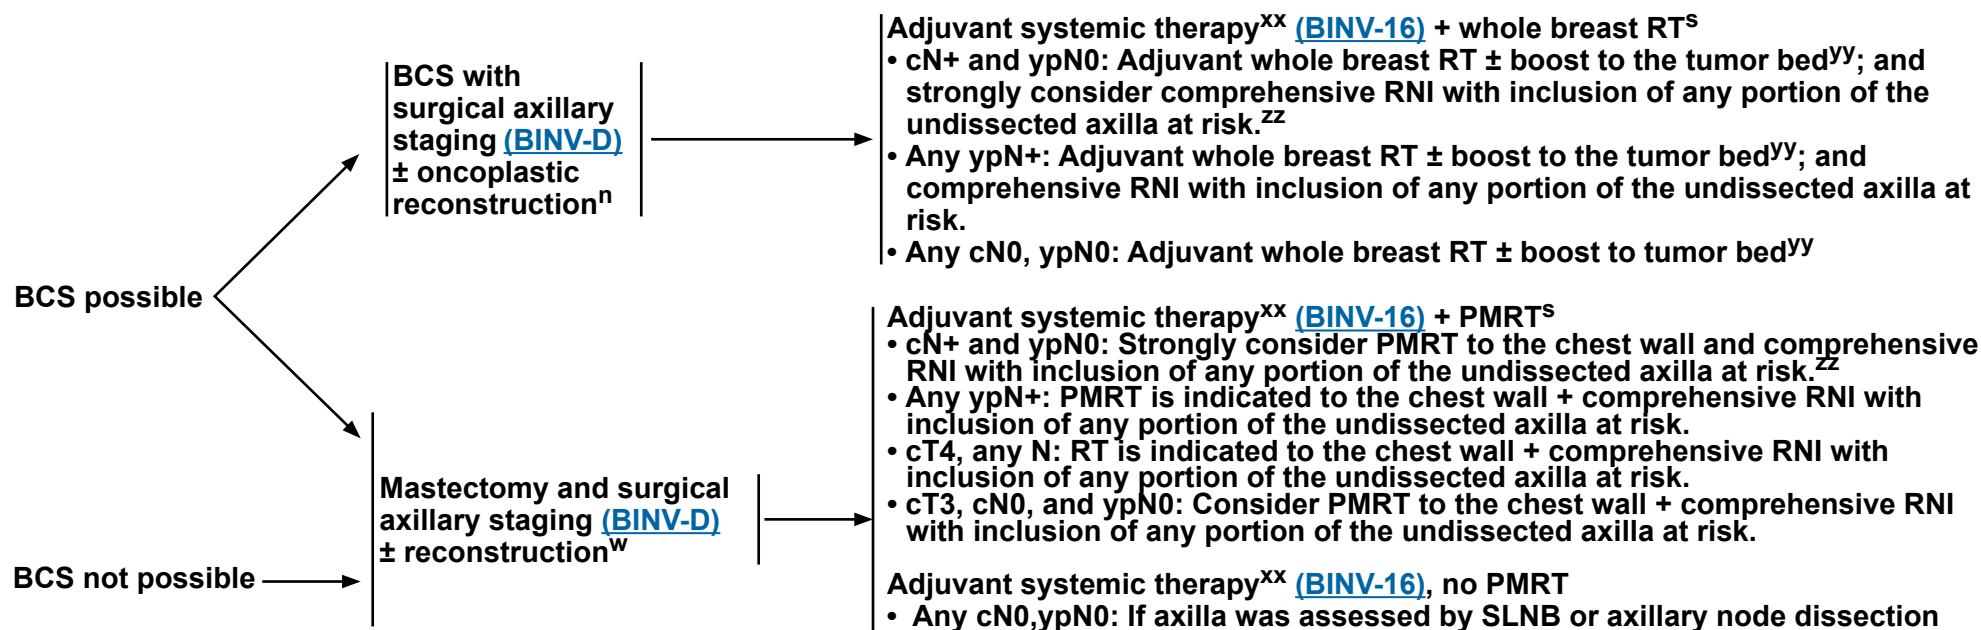 BCS possible
BCS not possible
BCS with
surgical axillary
staging (BINV-D)
± oncoplastic
reconstructionⁿ
Mastectomy and surgical
axillary staging (BINV-D)
± reconstructionʷ
Adjuvant systemic therapyˣˣ (BINV-16) + whole breast RTˢ
• cN+ and ypN0: Adjuvant whole breast RT ± boost to the tumor bedʸʸ; and
strongly consider comprehensive RNI with inclusion of any portion of the
undissected axilla at risk.ᶻᶻ
• Any ypN+: Adjuvant whole breast RT ± boost to the tumor bedʸʸ; and
comprehensive RNI with inclusion of any portion of the undissected axilla at
risk.
• Any cN0, ypN0: Adjuvant whole breast RT ± boost to tumor bedʸʸ
Adjuvant systemic therapyˣˣ (BINV-16) + PMRTˢ
• cN+ and ypN0: Strongly consider PMRT to the chest wall and comprehensive
RNI with inclusion of any portion of the undissected axilla at risk.ᶻᶻ
• Any ypN+: PMRT is indicated to the chest wall + comprehensive RNI with
inclusion of any portion of the undissected axilla at risk.
• cT4, any N: RT is indicated to the chest wall + comprehensive RNI with
inclusion of any portion of the undissected axilla at risk.
• cT3, cN0, and ypN0: Consider PMRT to the chest wall + comprehensive RNI
with inclusion of any portion of the undissected axilla at risk.
Adjuvant systemic therapyˣˣ (BINV-16), no PMRT
• Any cN0,ypN0: If axilla was assessed by SLNB or axillary node dissection